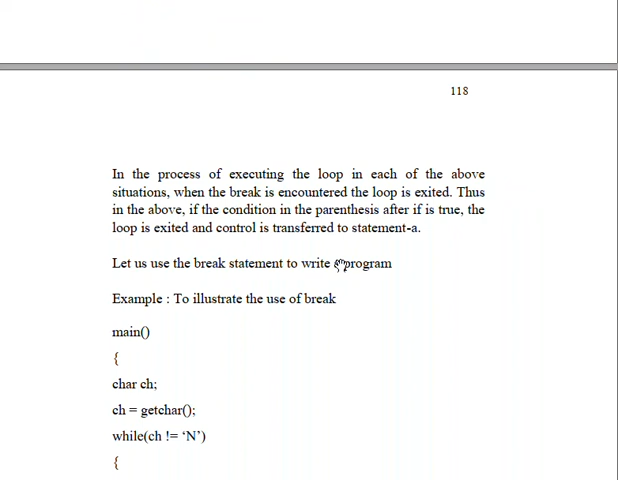 118
In the process of executing the loop in each of the above
situations, when the break is encountered the loop is exited. Thus
in the above, if the condition in the parenthesis after if is true, the
loop is exited and control is transferred to statement-a.
Let us use the break statement to write program
Example : To illustrate the use of break
main()
{
char ch;
ch = getchar();
while(ch != ‘N’)
{